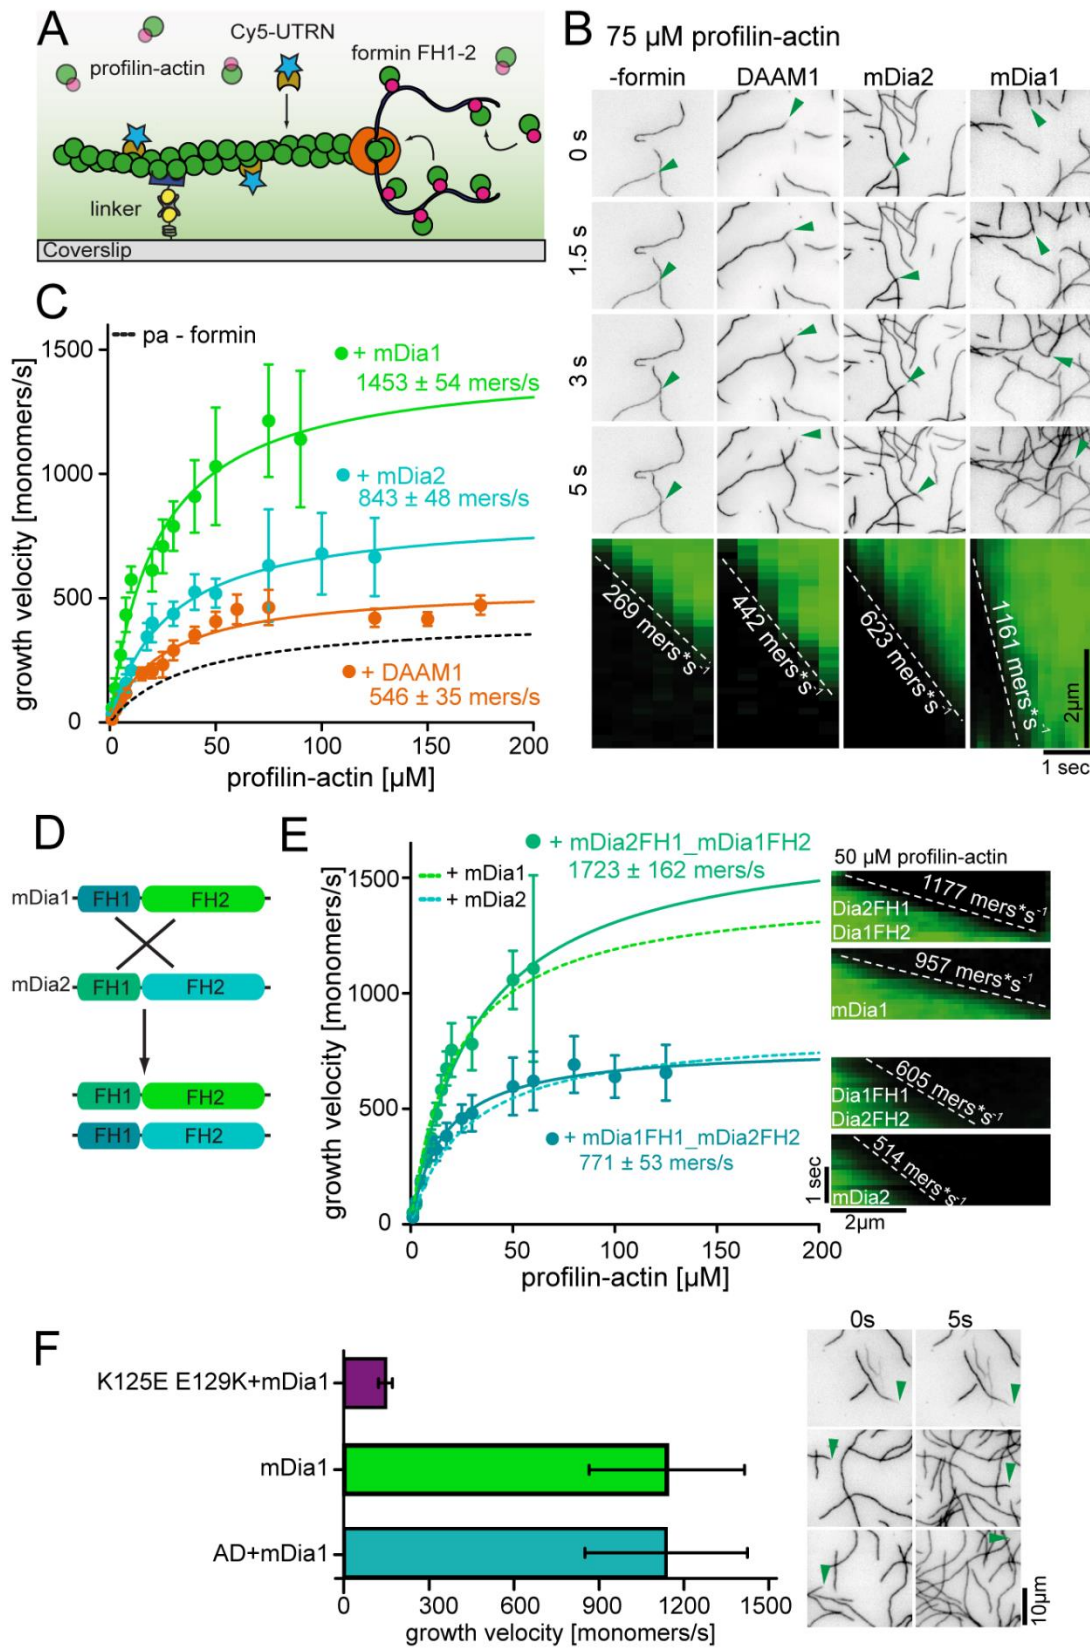 A
Cy5-UTRN
profilin-actin
formin FH1-2
linker
Coverslip
B
75 µM profilin-actin
-formin
DAAM1
mDia2
mDia1
0 s
1.5 s
3 s
5 s
269 mers*s⁻¹
442 mers*s⁻¹
623 mers*s⁻¹
1161 mers*s⁻¹
2µm
1 sec
C
pa - formin
+ mDia1
1453 ± 54 mers/s
+ mDia2
843 ± 48 mers/s
+ DAAM1
546 ± 35 mers/s
growth velocity [monomers/s]
1500
1000
500
0
0
50
100
150
200
profilin-actin [µM]
D
mDia1
FH1
FH2
mDia2
FH1
FH2
FH1
FH2
FH1
FH2
E
+ mDia1
+ mDia2
+ mDia2FH1_mDia1FH2
1723 ± 162 mers/s
+ mDia1FH1_mDia2FH2
771 ± 53 mers/s
growth velocity [monomers/s]
1500
1000
500
0
0
50
100
150
200
profilin-actin [µM]
50 µM profilin-actin
1177 mers*s⁻¹
Dia2FH1
Dia1FH2
957 mers*s⁻¹
mDia1
605 mers*s⁻¹
Dia1FH1
Dia2FH2
514 mers*s⁻¹
mDia2
1 sec
2µm
F
K125E E129K+mDia1
mDia1
AD+mDia1
0
300
600
900
1200
1500
growth velocity [monomers/s]
0s
5s
10µm